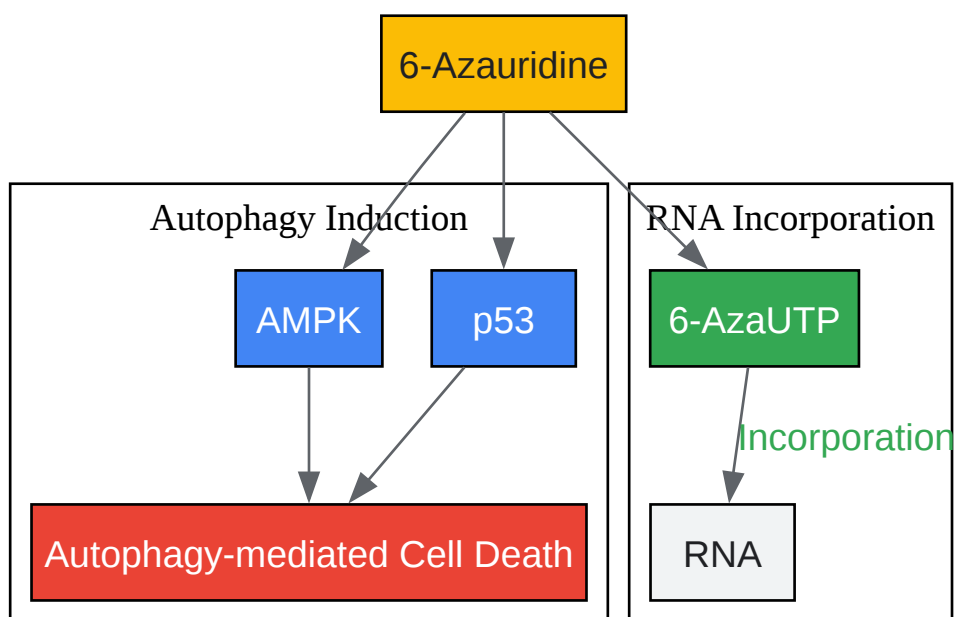 6-Azauridine
Autophagy Induction
RNA Incorporation
AMPK
p53
6-AzaUTP
Incorporation
Autophagy-mediated Cell Death
RNA